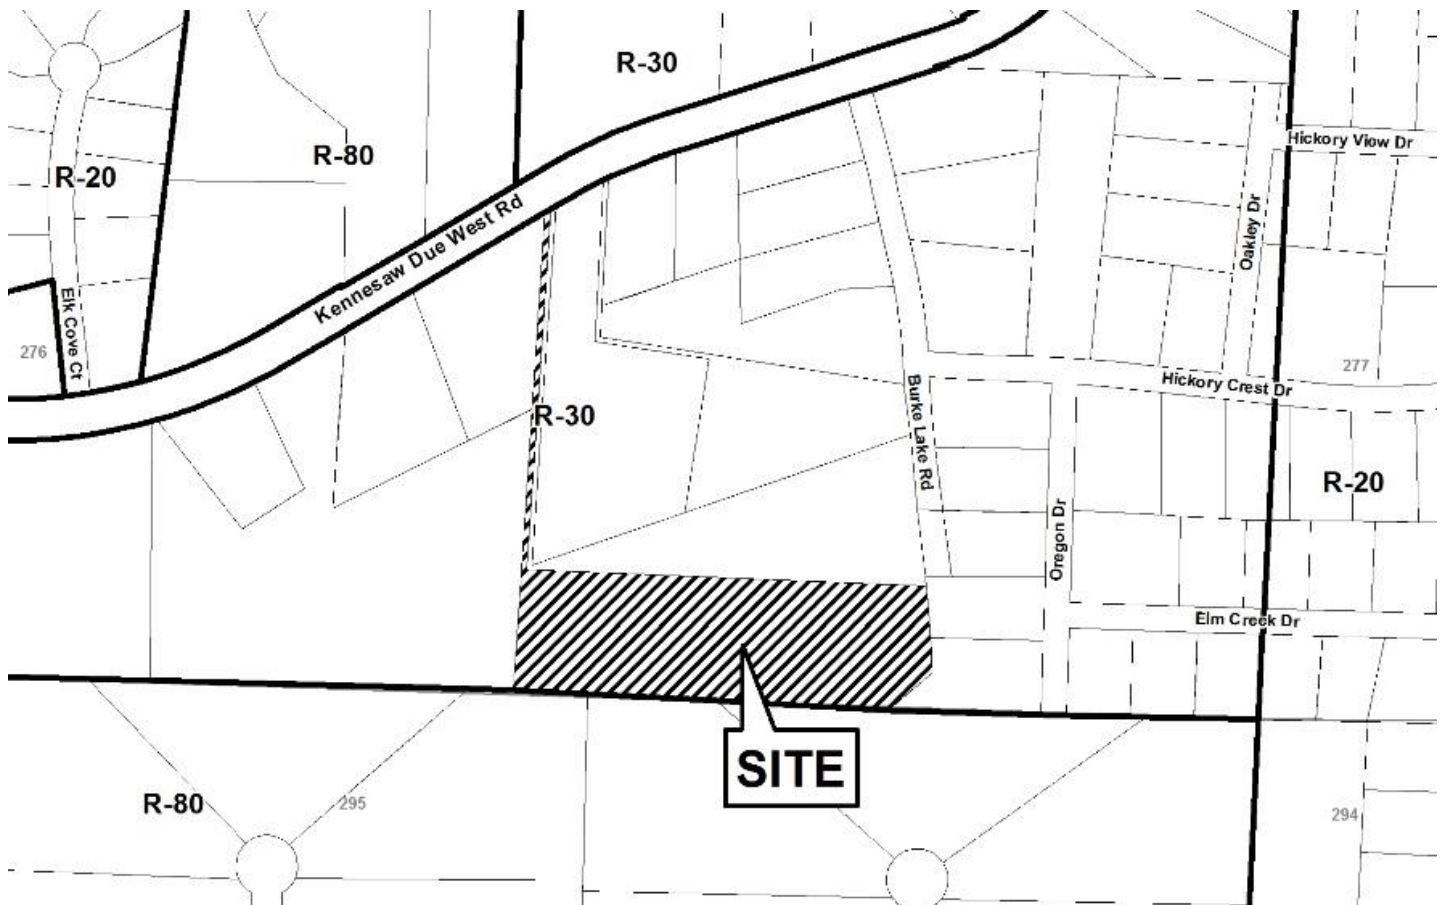 R-30
Hickory View Dr
R-80
R-20
Oakley Dr
Kennesaw Due West Rd
Elk Cove Ct
276
277
Hickory Crest Dr
Burke Lake Rd
R-30
R-20
Oregon Dr
Elm Creek Dr
SITE
R-80
295
294